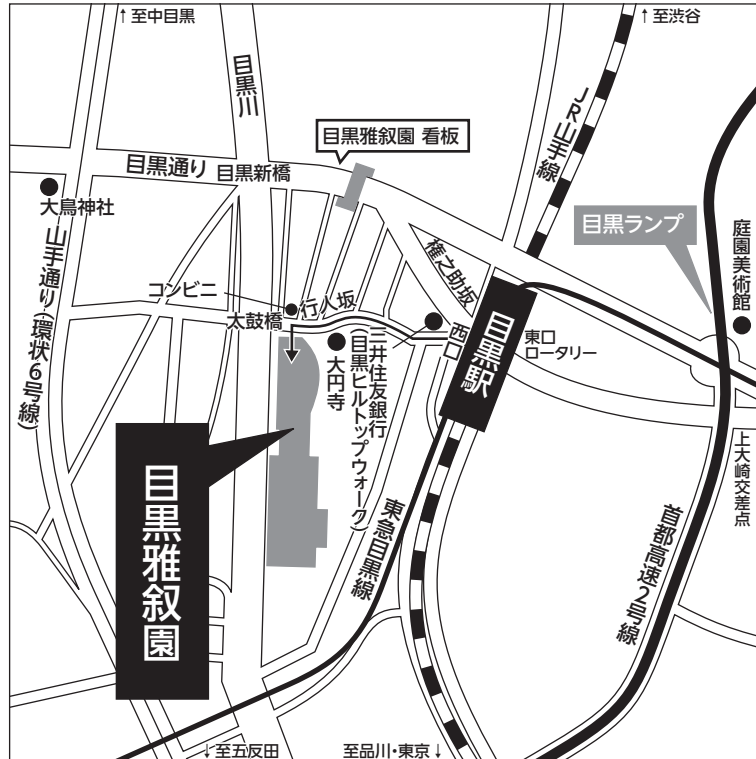 ↑至中目黒
↑至渋谷
目黒川
JR山手線
目黒雅叙園 看板
目黒通り
目黒新橋
大鳥神社
目黒ランプ
庭園美術館
山手通り(環状6号線)
権之助坂
コンビニ
行人坂
太鼓橋
西口
目黒駅
東口
ロータリー
大円寺
三井住友銀行
(目黒ヒルトップウォーク)
上大崎交差点
目黒雅叙園
東急目黒線
首都高速2号線
↓至五反田
至品川・東京↓